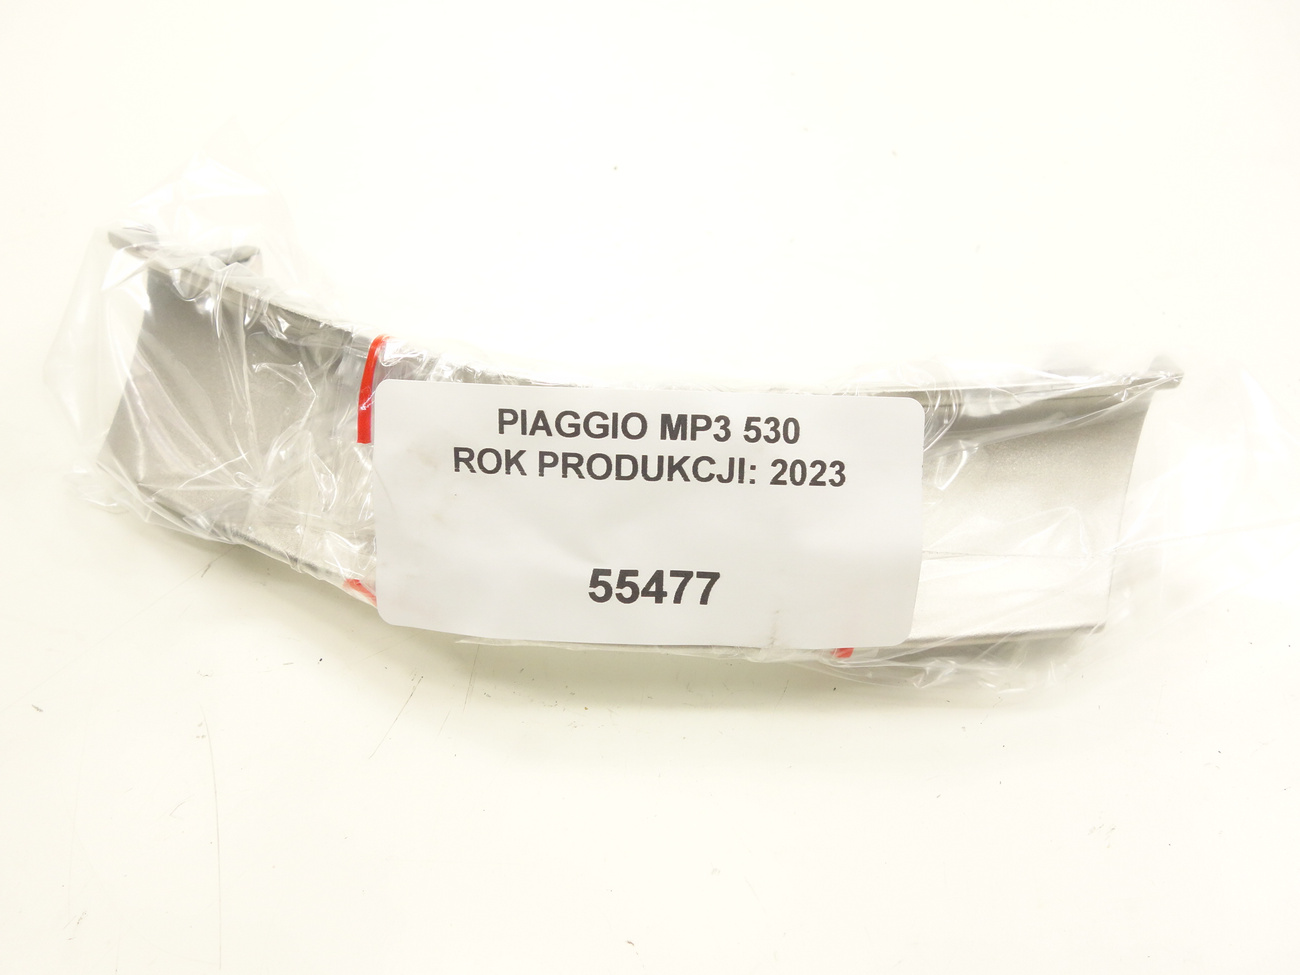 PIAGGIO MP3 530
ROK PRODUKCJI: 2023
55477